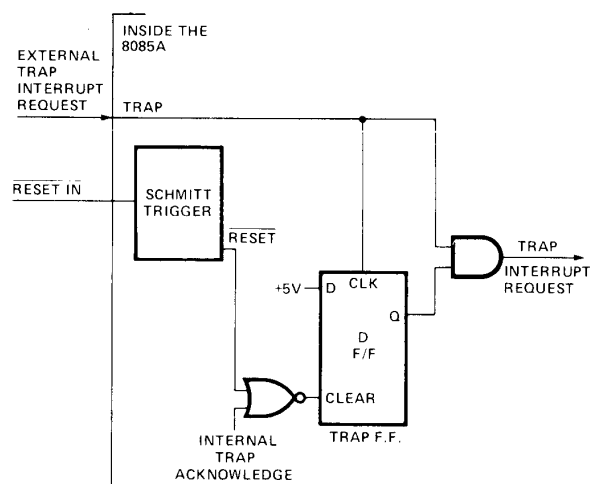 INSIDE THE
8085A
EXTERNAL
TRAP
INTERRUPT
REQUEST
TRAP
RESET IN
SCHMITT
TRIGGER
RESET
TRAP
INTERRUPT
REQUEST
+5V
D
CLK
Q
D
F/F
CLEAR
TRAP F.F.
INTERNAL
TRAP
ACKNOWLEDGE